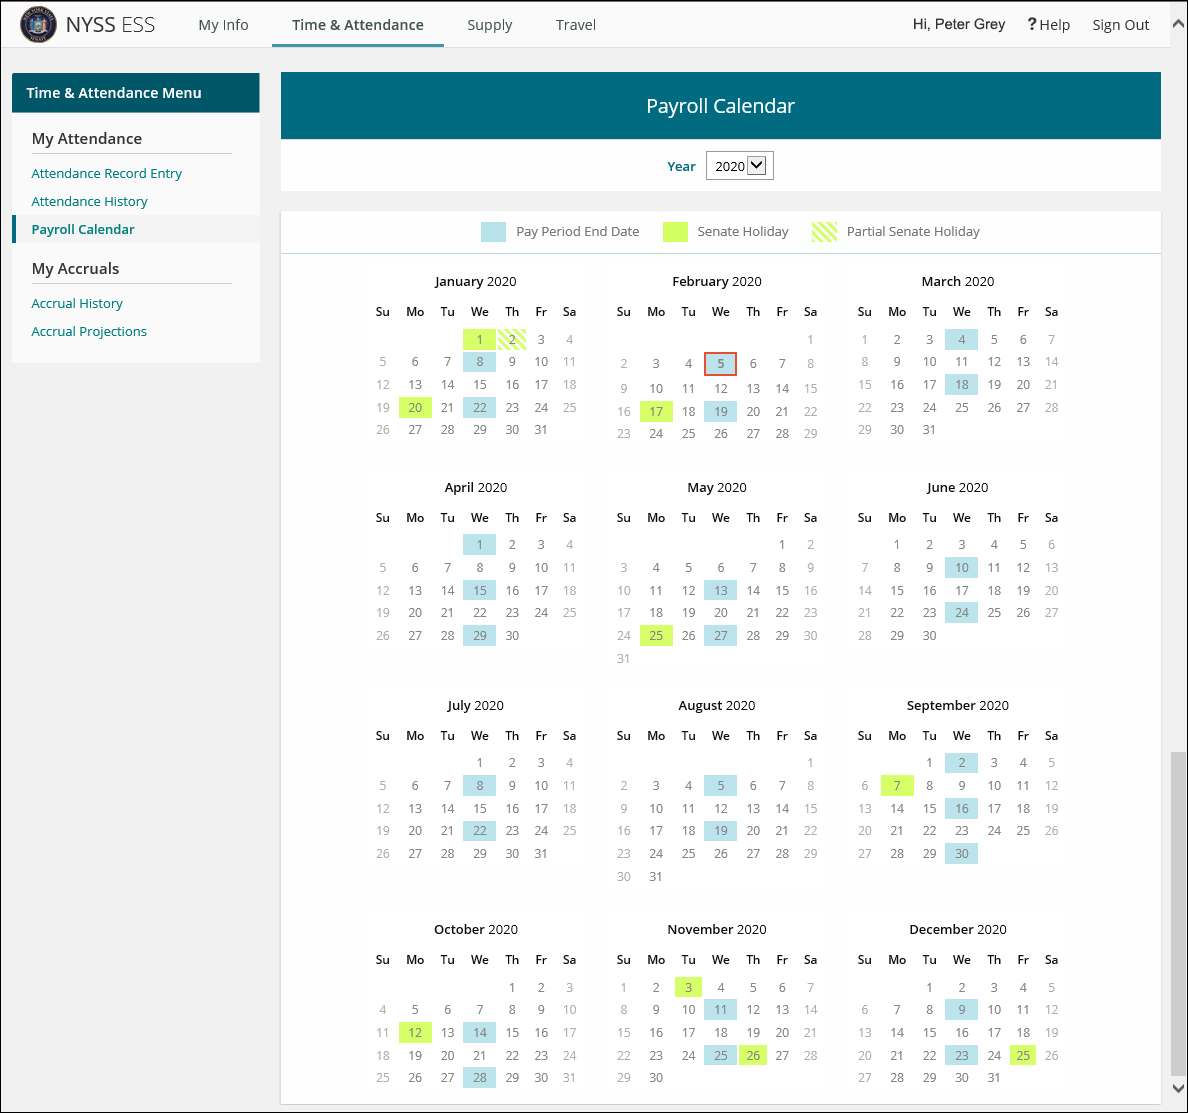 NYSS ESS My Info Time & Attendance Supply Travel Hi, Peter Grey ? Help Sign Out
Time & Attendance Menu
My Attendance
Attendance Record Entry
Attendance History
Payroll Calendar
My Accruals
Accrual History
Accrual Projections
Payroll Calendar
Year 2020
Pay Period End Date Senate Holiday Partial Senate Holiday
January 2020
Su Mo Tu We Th Fr Sa
1 2 3 4
5 6 7 8 9 10 11
12 13 14 15 16 17 18
19 20 21 22 23 24 25
26 27 28 29 30 31
February 2020
Su Mo Tu We Th Fr Sa
1
2 3 4 5 6 7 8
9 10 11 12 13 14 15
16 17 18 19 20 21 22
23 24 25 26 27 28 29
March 2020
Su Mo Tu We Th Fr Sa
1 2 3 4 5 6 7
8 9 10 11 12 13 14
15 16 17 18 19 20 21
22 23 24 25 26 27 28
29 30 31
April 2020
Su Mo Tu We Th Fr Sa
1 2 3 4
5 6 7 8 9 10 11
12 13 14 15 16 17 18
19 20 21 22 23 24 25
26 27 28 29 30
May 2020
Su Mo Tu We Th Fr Sa
1 2
3 4 5 6 7 8 9
10 11 12 13 14 15 16
17 18 19 20 21 22 23
24 25 26 27 28 29 30
31
June 2020
Su Mo Tu We Th Fr Sa
1 2 3 4 5 6
7 8 9 10 11 12 13
14 15 16 17 18 19 20
21 22 23 24 25 26 27
28 29 30
July 2020
Su Mo Tu We Th Fr Sa
1 2 3 4
5 6 7 8 9 10 11
12 13 14 15 16 17 18
19 20 21 22 23 24 25
26 27 28 29 30 31
August 2020
Su Mo Tu We Th Fr Sa
1
2 3 4 5 6 7 8
9 10 11 12 13 14 15
16 17 18 19 20 21 22
23 24 25 26 27 28 29
30 31
September 2020
Su Mo Tu We Th Fr Sa
1 2 3 4 5
6 7 8 9 10 11 12
13 14 15 16 17 18 19
20 21 22 23 24 25 26
27 28 29 30
October 2020
Su Mo Tu We Th Fr Sa
1 2 3
4 5 6 7 8 9 10
11 12 13 14 15 16 17
18 19 20 21 22 23 24
25 26 27 28 29 30 31
November 2020
Su Mo Tu We Th Fr Sa
1 2 3 4 5 6 7
8 9 10 11 12 13 14
15 16 17 18 19 20 21
22 23 24 25 26 27 28
29 30
December 2020
Su Mo Tu We Th Fr Sa
1 2 3 4 5
6 7 8 9 10 11 12
13 14 15 16 17 18 19
20 21 22 23 24 25 26
27 28 29 30 31